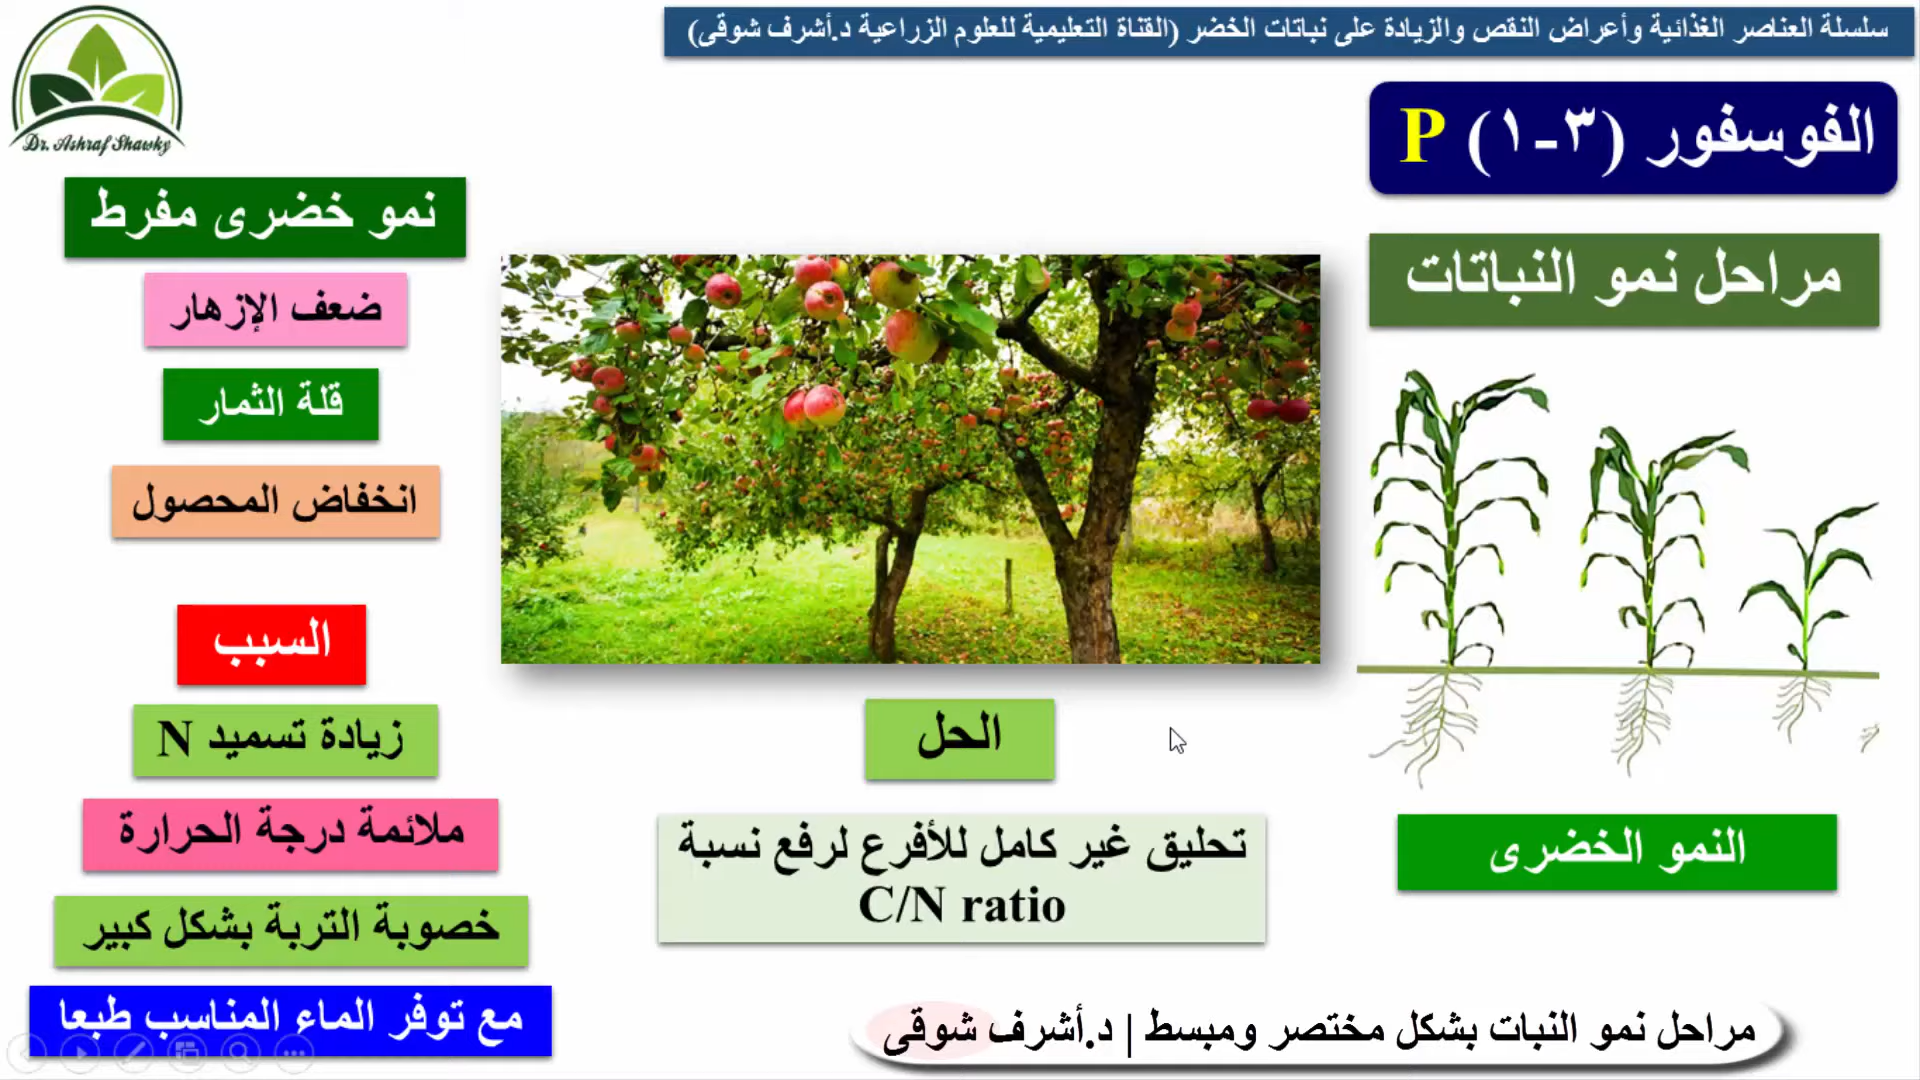 سلسلة العناصر الغذائية وأعراض النقص والزيادة على نباتات الخضر (القناة التعليمية للعلوم الزراعية د.أشرف شوقى)
Dr. Ashraf Shawky
الفوسفور (٣-١) P
مراحل نمو النباتات
النمو الخضرى
نمو خضرى مفرط
ضعف الإزهار
قلة الثمار
انخفاض المحصول
السبب
زيادة تسميد N
ملائمة درجة الحرارة
خصوبة التربة بشكل كبير
مع توفر الماء المناسب طبعا
الحل
تحليق غير كامل للأفرع لرفع نسبة
C/N ratio
مراحل نمو النبات بشكل مختصر ومبسط | د.أشرف شوقى